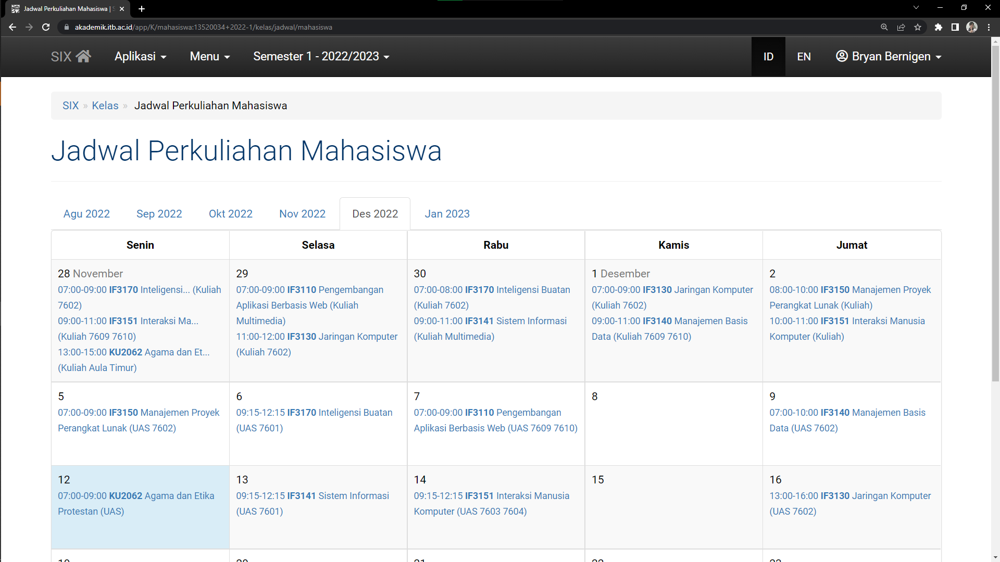 Jadwal Perkuliahan Mahasiswa | S
akademik.itb.ac.id/app/K/mahasiswa:13520034+2022-1/kelas/jadwal/mahasiswa
SIX Aplikasi Menu Semester 1 - 2022/2023 ID EN Bryan Bernigen
SIX » Kelas » Jadwal Perkuliahan Mahasiswa
Jadwal Perkuliahan Mahasiswa
Agu 2022 Sep 2022 Okt 2022 Nov 2022 Des 2022 Jan 2023
Senin Selasa Rabu Kamis Jumat
28 November
07:00-09:00 IF3170 Inteligensi... (Kuliah
7602)
09:00-11:00 IF3151 Interaksi Ma...
(Kuliah 7609 7610)
13:00-15:00 KU2062 Agama dan Et...
(Kuliah Aula Timur)
29
07:00-09:00 IF3110 Pengembangan
Aplikasi Berbasis Web (Kuliah
Multimedia)
11:00-12:00 IF3130 Jaringan Komputer
(Kuliah 7602)
30
07:00-08:00 IF3170 Inteligensi Buatan
(Kuliah 7602)
09:00-11:00 IF3141 Sistem Informasi
(Kuliah Multimedia)
1 Desember
07:00-09:00 IF3130 Jaringan Komputer
(Kuliah 7602)
09:00-11:00 IF3140 Manajemen Basis
Data (Kuliah 7609 7610)
2
08:00-10:00 IF3150 Manajemen Proyek
Perangkat Lunak (Kuliah)
10:00-11:00 IF3151 Interaksi Manusia
Komputer (Kuliah)
5
07:00-09:00 IF3150 Manajemen Proyek
Perangkat Lunak (UAS 7602)
6
09:15-12:15 IF3170 Inteligensi Buatan
(UAS 7601)
7
07:00-09:00 IF3110 Pengembangan
Aplikasi Berbasis Web (UAS 7609 7610)
8
9
07:00-10:00 IF3140 Manajemen Basis
Data (UAS 7602)
12
07:00-09:00 KU2062 Agama dan Etika
Protestan (UAS)
13
09:15-12:15 IF3141 Sistem Informasi
(UAS 7601)
14
09:15-12:15 IF3151 Interaksi Manusia
Komputer (UAS 7603 7604)
15
16
13:00-16:00 IF3130 Jaringan Komputer
(UAS 7602)